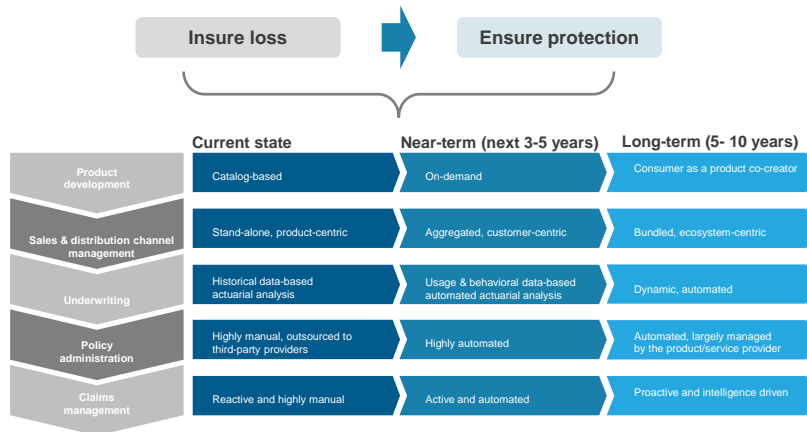 Insure loss
Ensure protection
Current state
Near-term (next 3-5 years)
Long-term (5- 10 years)
Product
development
Catalog-based
On-demand
Consumer as a product co-creator
Sales & distribution channel
management
Stand-alone, product-centric
Aggregated, customer-centric
Bundled, ecosystem-centric
Underwriting
Historical data-based
actuarial analysis
Usage & behavioral data-based
automated actuarial analysis
Dynamic, automated
Policy
administration
Highly manual, outsourced to
third-party providers
Highly automated
Automated, largely managed
by the product/service provider
Claims
management
Reactive and highly manual
Active and automated
Proactive and intelligence driven